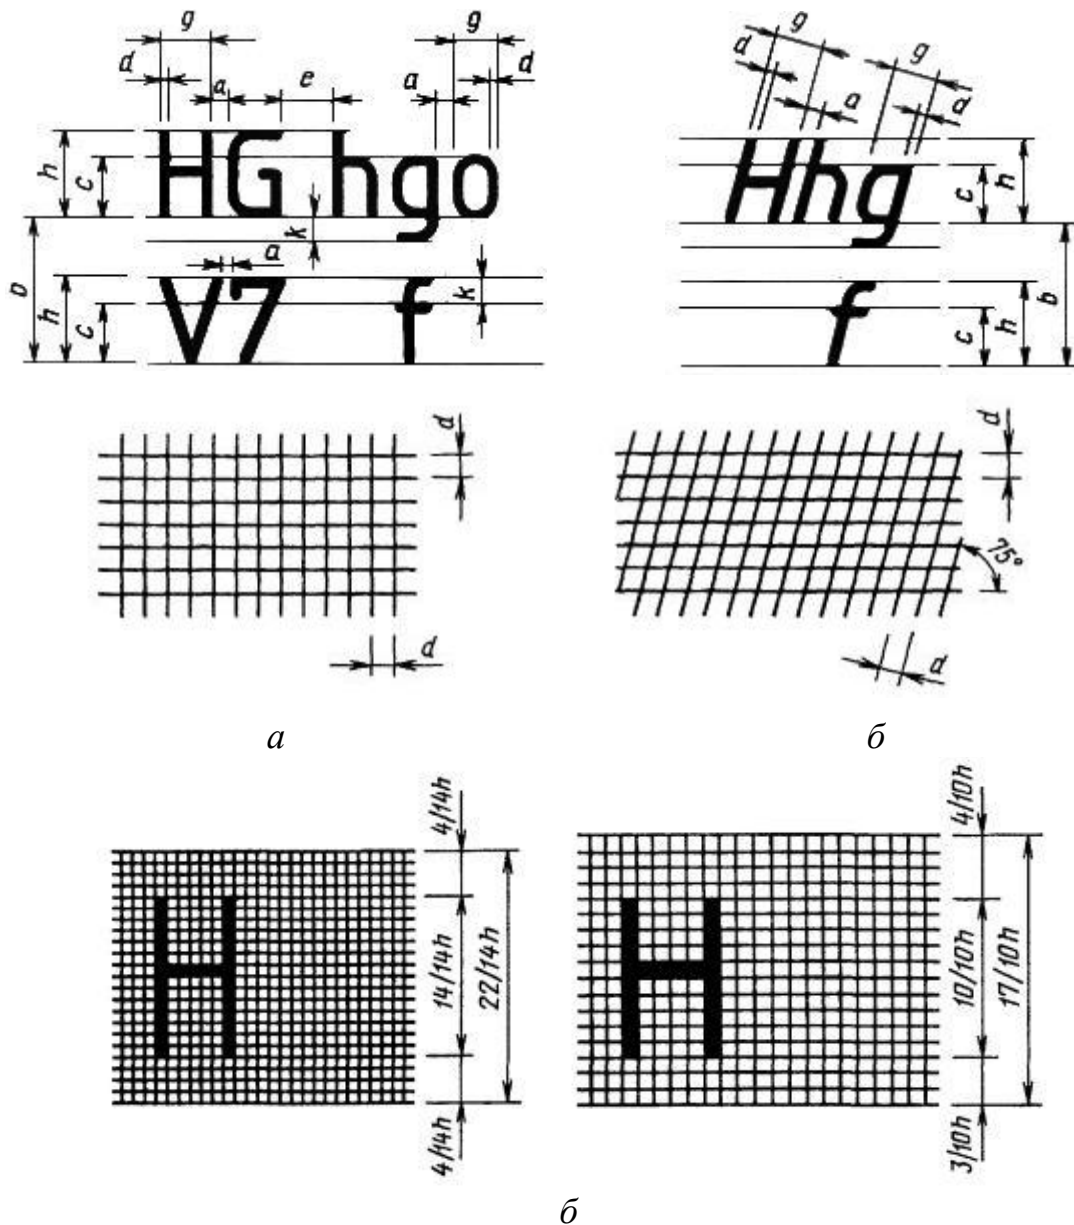 g g
d a e a d
h c HG hgo
k
b a
h c V7 f k
g g
d a d
Hhg c h
f c h b
d
d
d
75°
d
а б
4/14h
14/14h 22/14h
4/14h
4/10h
10/10h 17/10h
3/10h
H H
б